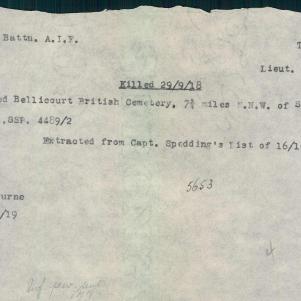 Battn. A.I.F.
T
Lieut.
Killed 29/9/18
ed Bellicourt British Cemetery, 7¾ miles N.N.W. of S
,SSP. 4489/2
Extracted from Capt. Spedding's List of 16/1
5653
urne
/19